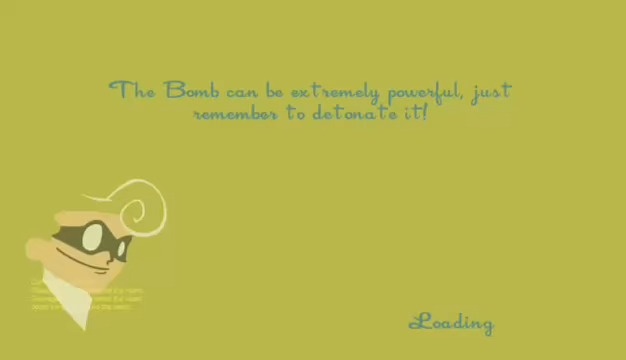 The Bomb can be extremely powerful, just
remember to detonate it!
Loading